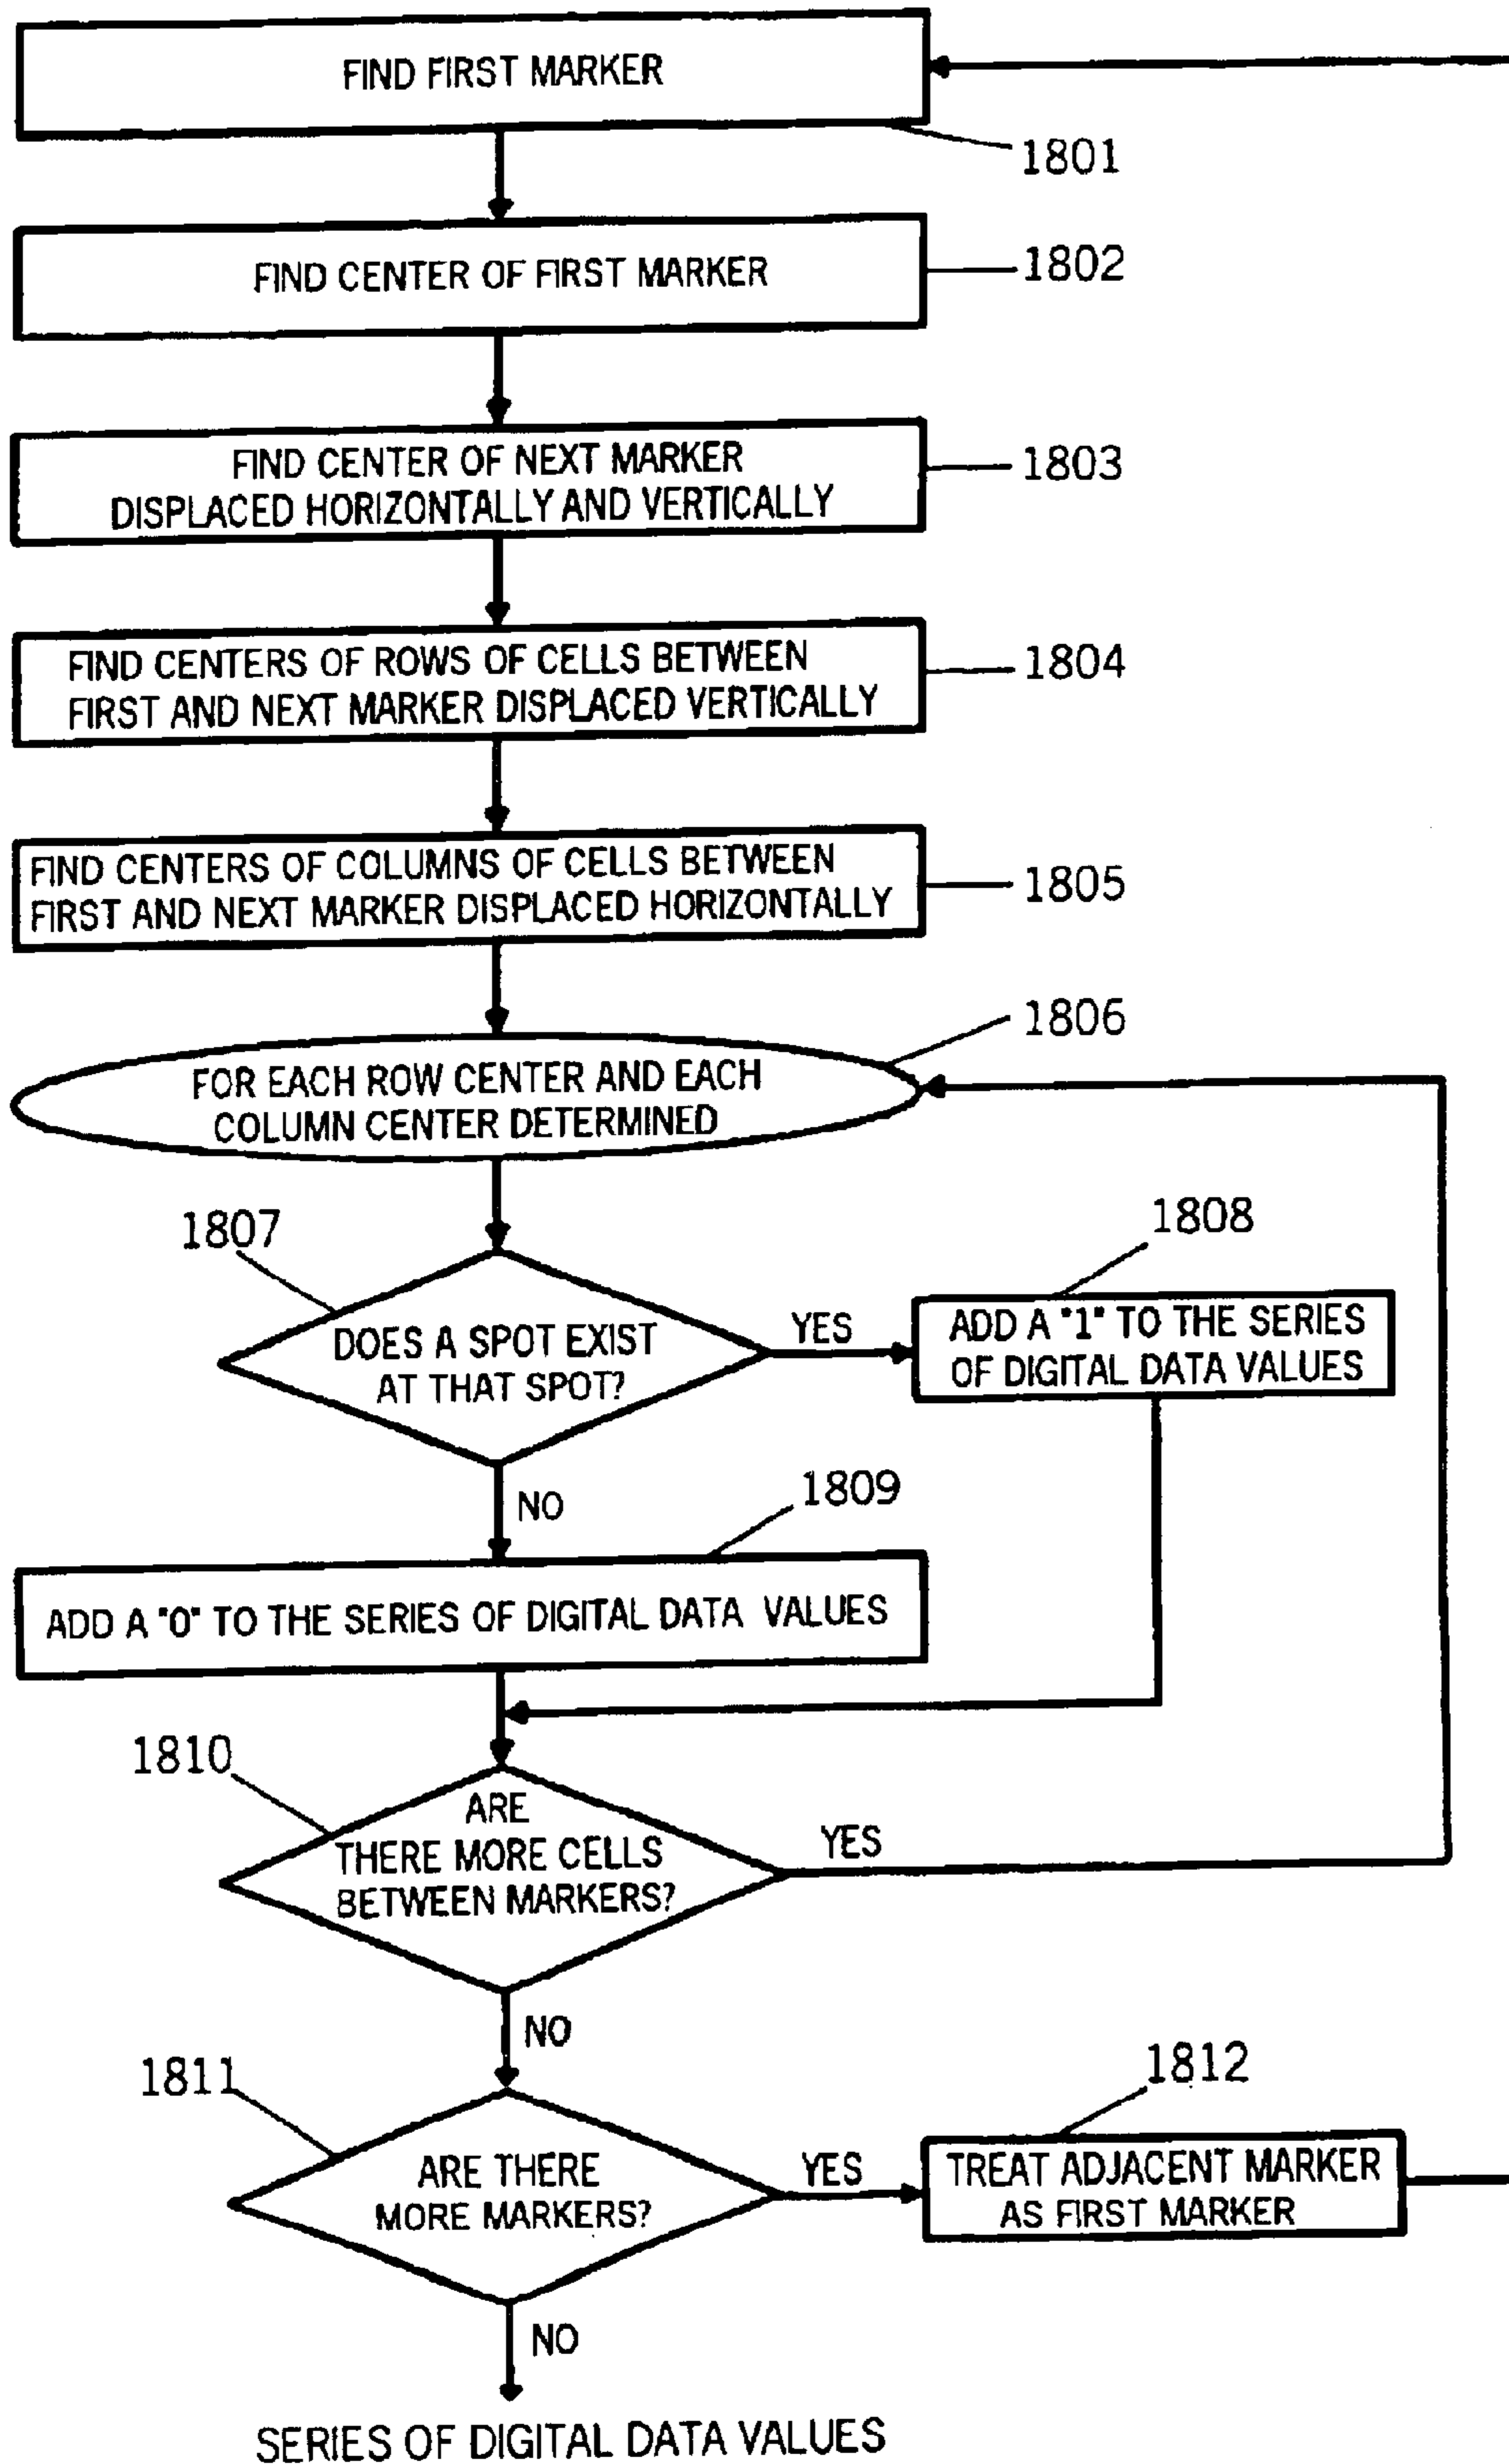 FIND FIRST MARKER
1801
FIND CENTER OF FIRST MARKER
1802
FIND CENTER OF NEXT MARKER
DISPLACED HORIZONTALLY AND VERTICALLY
1803
FIND CENTERS OF ROWS OF CELLS BETWEEN
FIRST AND NEXT MARKER DISPLACED VERTICALLY
1804
FIND CENTERS OF COLUMNS OF CELLS BETWEEN
FIRST AND NEXT MARKER DISPLACED HORIZONTALLY
1805
1806
FOR EACH ROW CENTER AND EACH
COLUMN CENTER DETERMINED
1807
DOES A SPOT EXIST
AT THAT SPOT?
YES
1808
ADD A "1" TO THE SERIES
OF DIGITAL DATA VALUES
NO
1809
ADD A "0" TO THE SERIES OF DIGITAL DATA VALUES
1810
ARE
THERE MORE CELLS
BETWEEN MARKERS?
YES
NO
1811
ARE THERE
MORE MARKERS?
YES
1812
TREAT ADJACENT MARKER
AS FIRST MARKER
NO
SERIES OF DIGITAL DATA VALUES